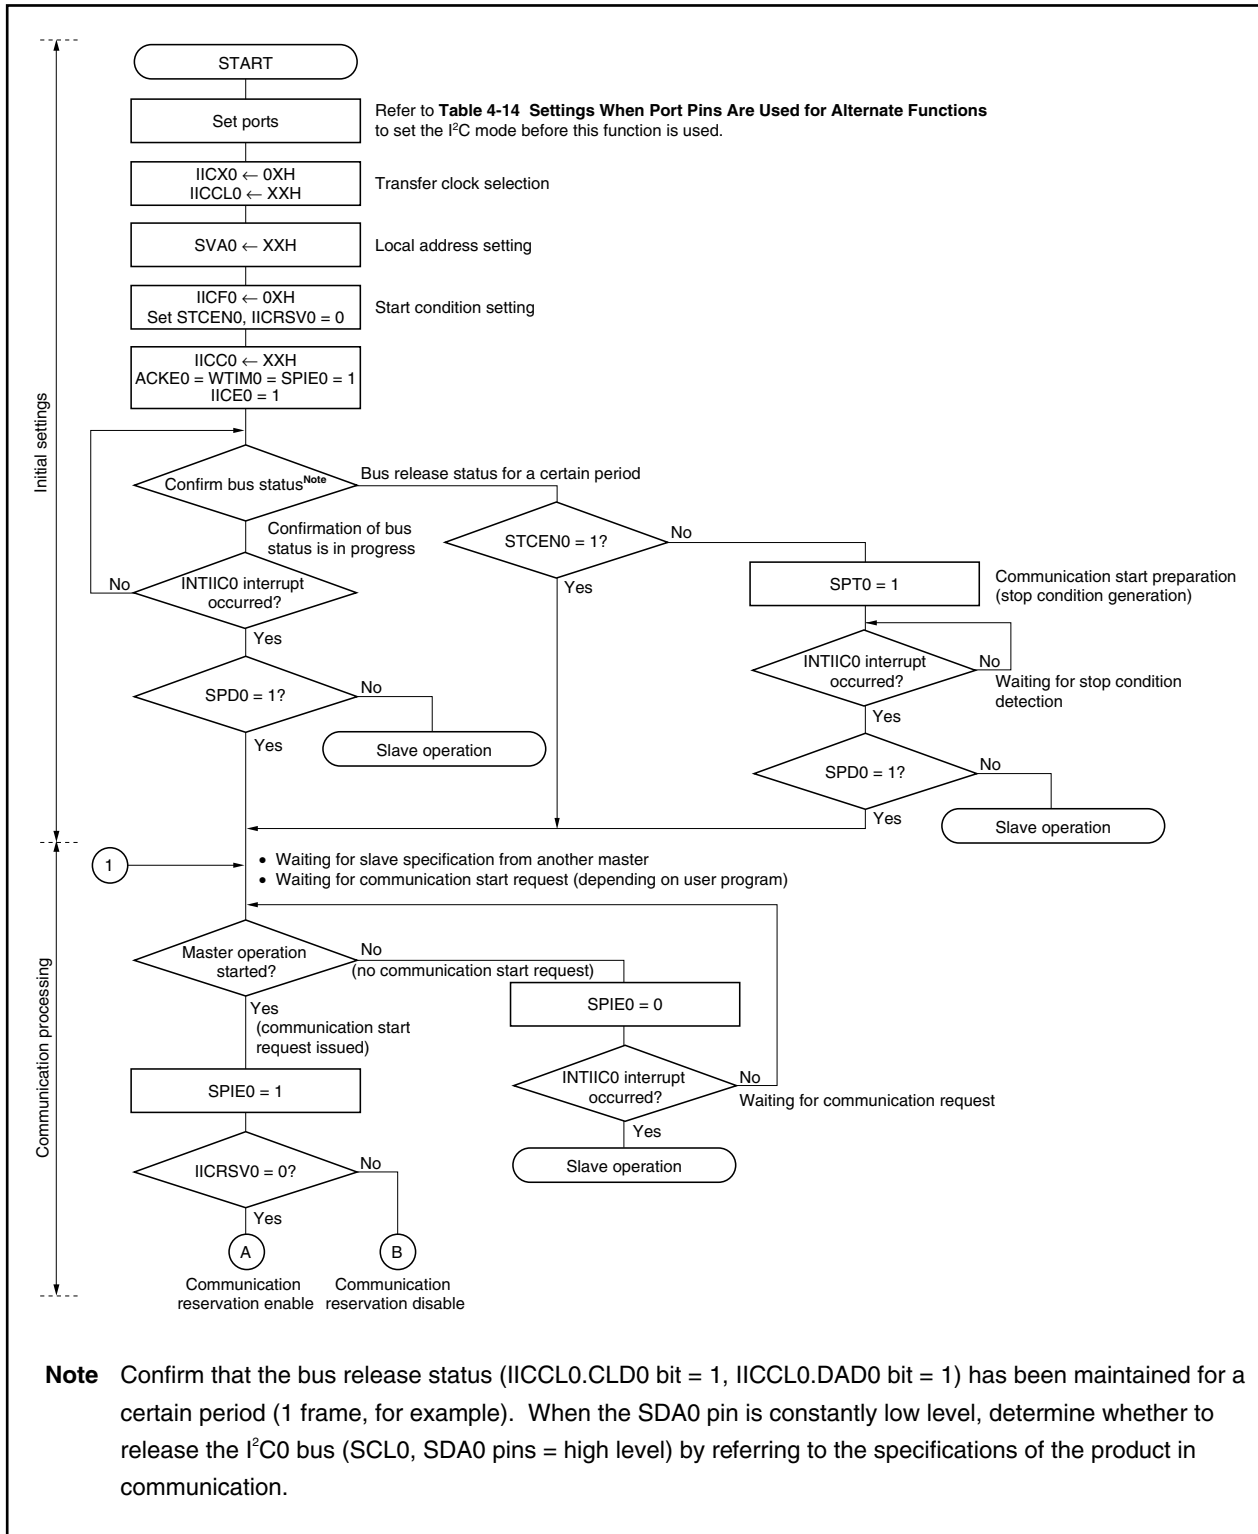 START
Set ports
Refer to Table 4-14 Settings When Port Pins Are Used for Alternate Functions
to set the I²C mode before this function is used.
IICX0 ← 0XH
IICCL0 ← XXH
Transfer clock selection
SVA0 ← XXH
Local address setting
IICF0 ← 0XH
Set STCEN0, IICRSV0 = 0
Start condition setting
IICC0 ← XXH
ACKE0 = WTIM0 = SPIE0 = 1
IICE0 = 1
Initial settings
Confirm bus statusNote
Bus release status for a certain period
Confirmation of bus
status is in progress
STCEN0 = 1?
No
Yes
SPT0 = 1
Communication start preparation
(stop condition generation)
No
INTIIC0 interrupt
occurred?
Yes
INTIIC0 interrupt
occurred?
No
Waiting for stop condition
detection
Yes
SPD0 = 1?
No
Yes
Slave operation
SPD0 = 1?
No
Yes
Slave operation
Communication processing
1
• Waiting for slave specification from another master
• Waiting for communication start request (depending on user program)
Master operation
started?
No
(no communication start request)
Yes
(communication start
request issued)
SPIE0 = 0
INTIIC0 interrupt
occurred?
No
Waiting for communication request
Yes
Slave operation
SPIE0 = 1
IICRSV0 = 0?
No
Yes
A
B
Communication
reservation enable
Communication
reservation disable
Note Confirm that the bus release status (IICCL0.CLD0 bit = 1, IICCL0.DAD0 bit = 1) has been maintained for a
certain period (1 frame, for example). When the SDA0 pin is constantly low level, determine whether to
release the I²C0 bus (SCL0, SDA0 pins = high level) by referring to the specifications of the product in
communication.